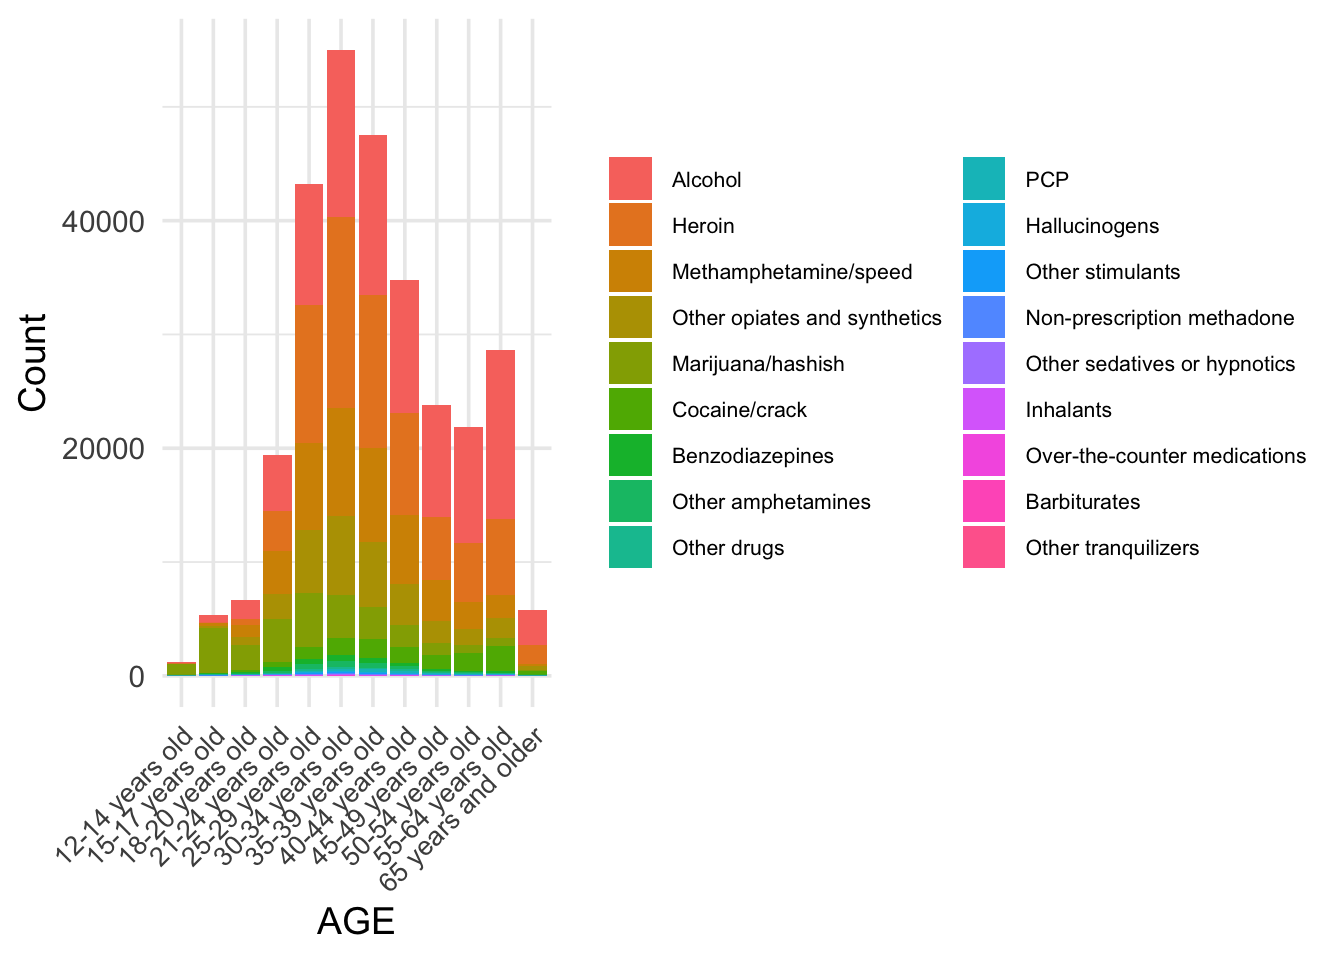 Count
40000
20000
0
12-14 years old
15-17 years old
18-20 years old
21-24 years old
25-29 years old
30-34 years old
35-39 years old
40-44 years old
45-49 years old
50-54 years old
55-64 years old
65 years and older
AGE
Alcohol
Heroin
Methamphetamine/speed
Other opiates and synthetics
Marijuana/hashish
Cocaine/crack
Benzodiazepines
Other amphetamines
Other drugs
PCP
Hallucinogens
Other stimulants
Non-prescription methadone
Other sedatives or hypnotics
Inhalants
Over-the-counter medications
Barbiturates
Other tranquilizers